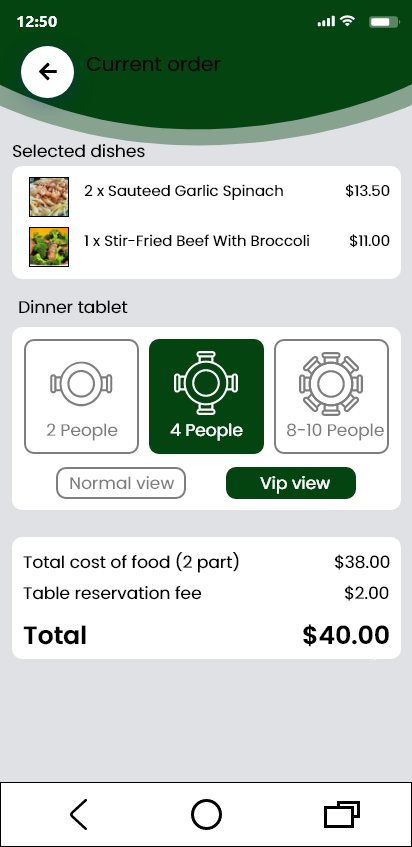 12:50
Current order
Selected dishes
2 x Sauteed Garlic Spinach $13.50
1 x Stir-Fried Beef With Broccoli $11.00
Dinner tablet
2 People 4 People 8-10 People
Normal view Vip view
Total cost of food (2 part) $38.00
Table reservation fee $2.00
Total $40.00